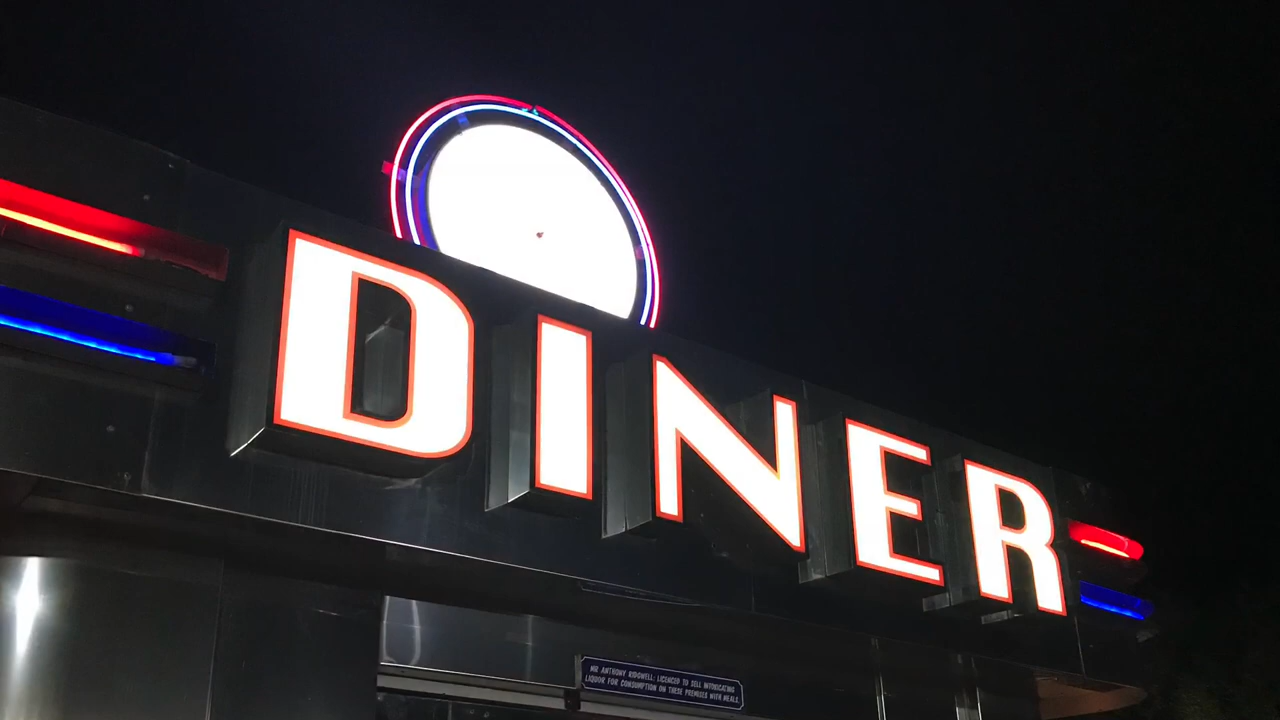 DINER
MR ANTHONY RIDGWELL: LICENCED TO SELL INTOXICATING
LIQUOR FOR CONSUMPTION ON THESE PREMISES WITH MEALS.